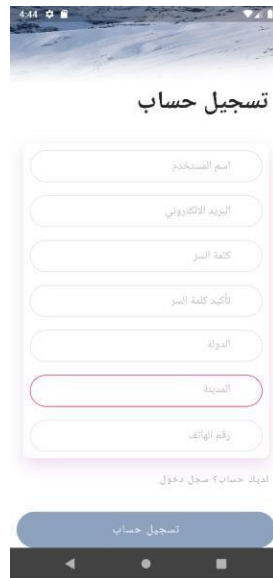 4:44
تسجيل حساب
اسم المستخدم
البريد الالكتروني
كلمة السر
تأكيد كلمة السر
الدولة
المدينة
رقم الهاتف
لديك حساب؟ سجل دخول
تسجيل حساب